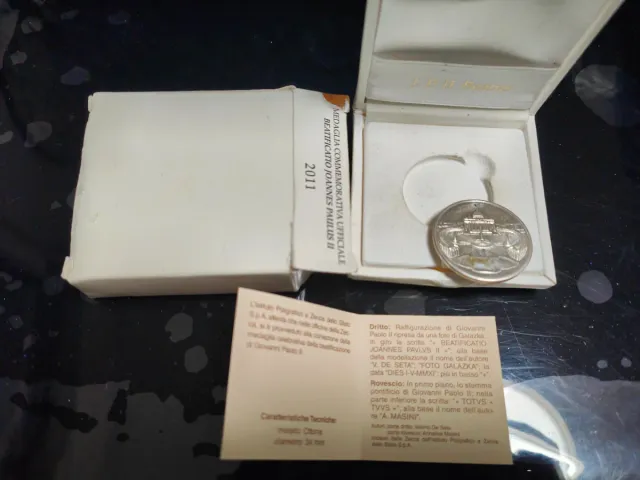 MEDAGLIA COMMEMORATIVA UFFICIALE
BEATIFICATIO JOANNES PAULUS II
2011
L'Istituto Poligrafico e Zecca dello Stato
S.p.A. attesta che nelle officine della Zec-
ca, si è provveduto alla coniazione della
medaglia celebrativa della beatificazione
di Giovanni Paolo II
Caratteristiche Tecniche
metallo: Ottone
diametro: 34 mm
Dritto: Raffigurazione di Giovanni
Paolo II ripresa da una foto di Galazka;
in giro la scritta "+ BEATIFICATIO
JOANNES PAVLVS II +", alla base
della modellazione il nome dell'autore
"V. DE SETA", "FOTO GALAZKA", la
data "DIES I-V-MMXI"; più in basso "+"
Rovescio: In primo piano, lo stemma
pontificio di Giovanni Paolo II; nella
parte inferiore la scritta "+ TOTVS +
TVVS +", alla base il nome dell'auto-
re "A. MASINI".